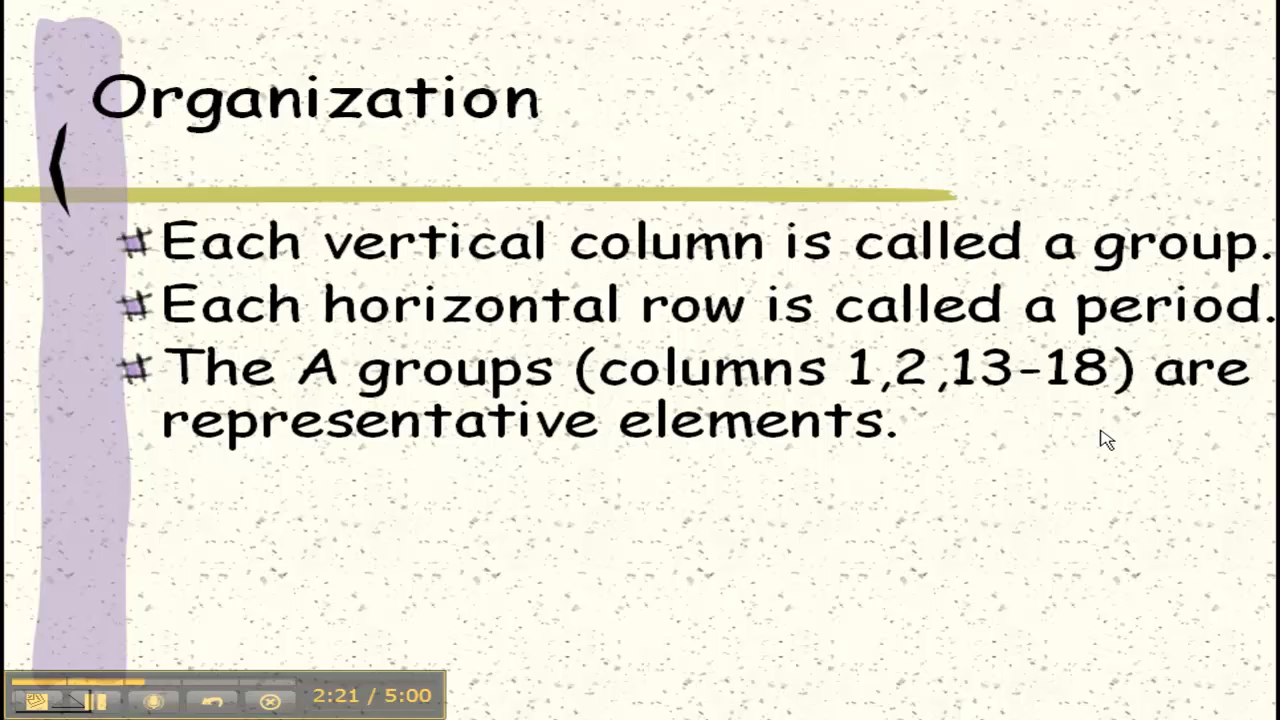 Organization
Each vertical column is called a group.
Each horizontal row is called a period.
The A groups (columns 1,2,13-18) are
representative elements.
2:21 / 5:00